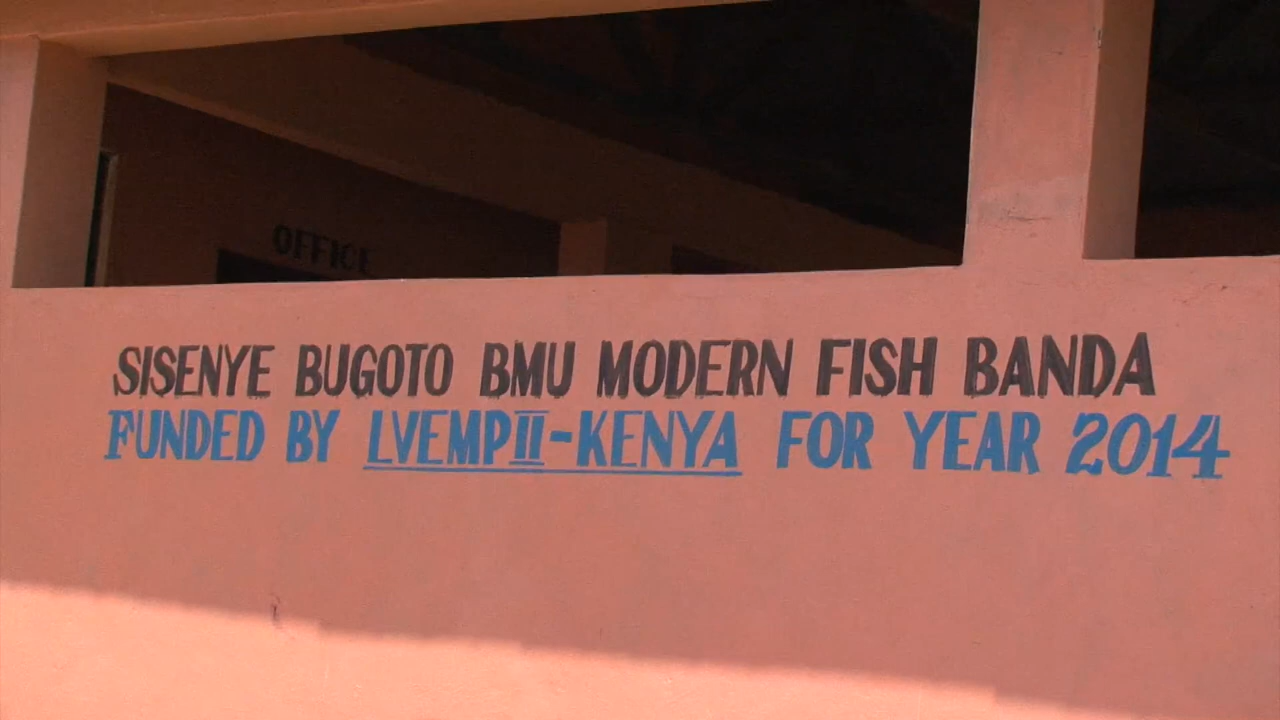 OFFICE
SISENYE BUGOTO BMU MODERN FISH BANDA
FUNDED BY LVEMPII-KENYA FOR YEAR 2014